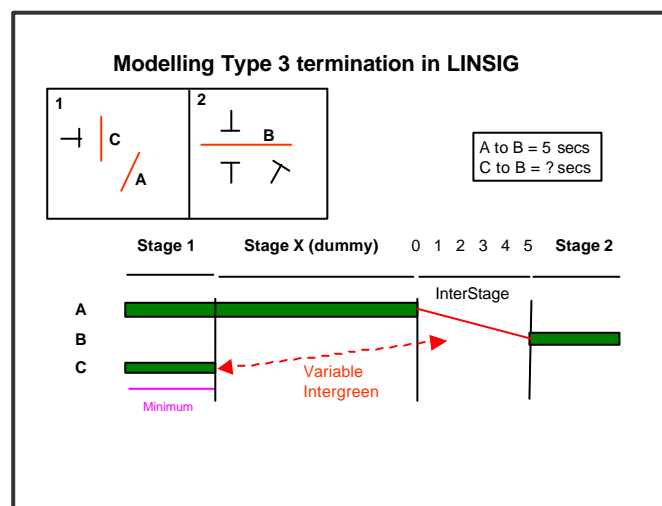 Modelling Type 3 termination in LINSIG
1
C
A
2
B
A to B = 5 secs
C to B = ? secs
Stage 1 Stage X (dummy) 0 1 2 3 4 5 Stage 2
InterStage
A
B
C
Variable
Intergreen
Minimum